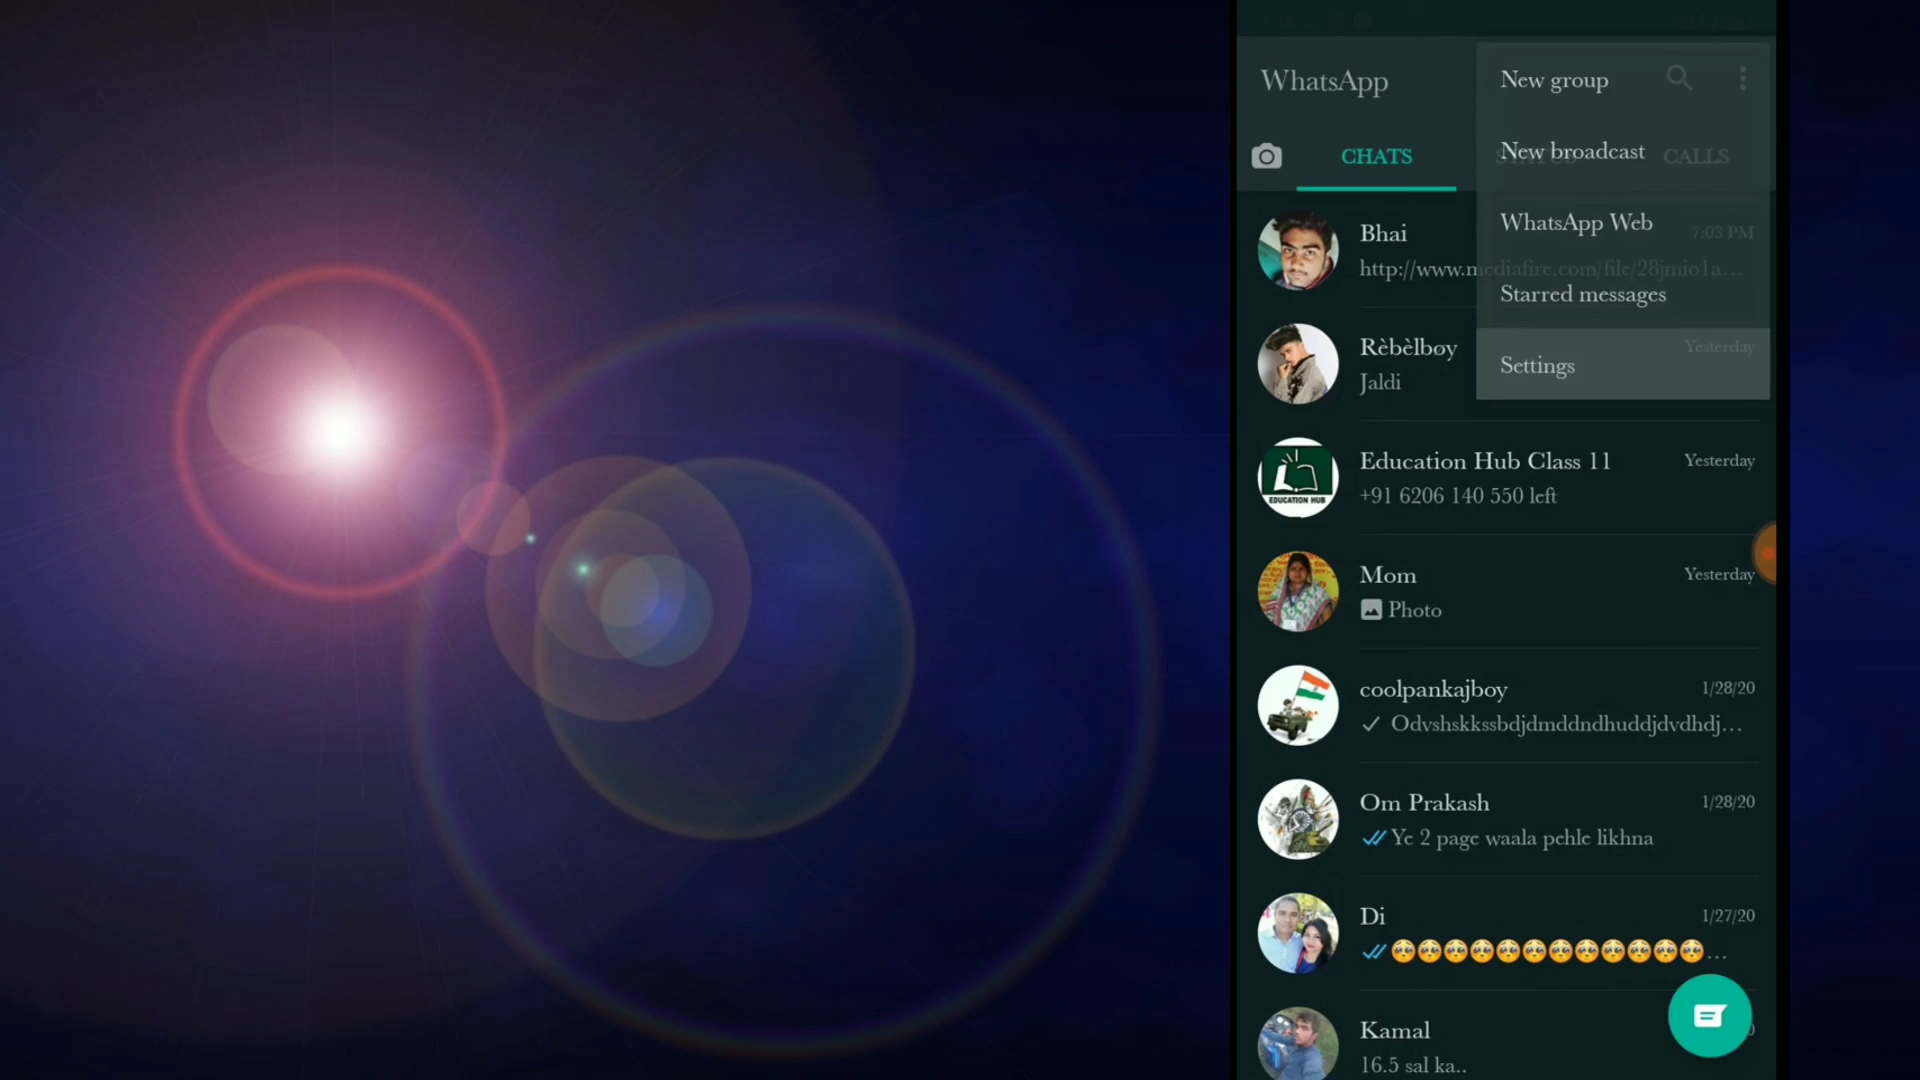 WhatsApp
New group
New broadcast
CHATS
CALLS
WhatsApp Web
Starred messages
Settings
Bhai
7:03 PM
http://www.mediafire.com/file/28jmio1a...
Rèbèlbøy
Yesterday
Jaldi
Education Hub Class 11
Yesterday
+91 6206 140 550 left
EDUCATION HUB
Mom
Yesterday
Photo
coolpankajboy
1/28/20
Odvshskkssbdjdmddndhuddjdvdhdj...
Om Prakash
1/28/20
Ye 2 page waala pehle likhna
Di
1/27/20
🥺🥺🥺🥺🥺🥺🥺🥺🥺🥺🥺🥺...
Kamal
16.5 sal ka..